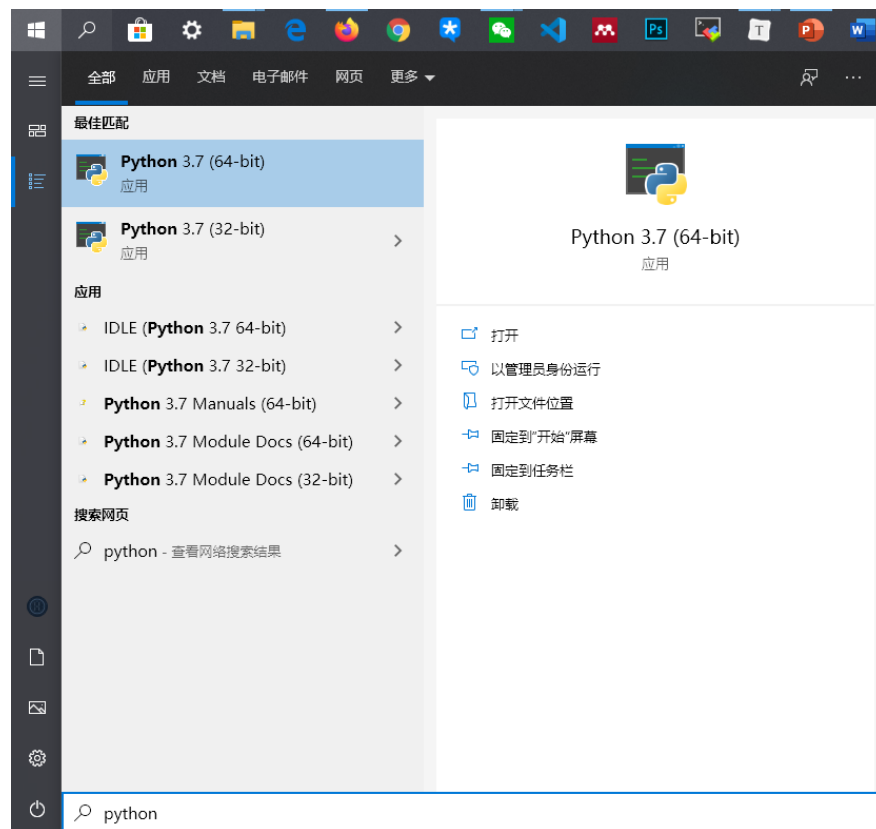 Ps
T
P
W
全部 应用 文档 电子邮件 网页 更多
最佳匹配
Python 3.7 (64-bit)
应用
Python 3.7 (32-bit)
应用
应用
IDLE (Python 3.7 64-bit)
IDLE (Python 3.7 32-bit)
Python 3.7 Manuals (64-bit)
Python 3.7 Module Docs (64-bit)
Python 3.7 Module Docs (32-bit)
搜索网页
python - 查看网络搜索结果
Python 3.7 (64-bit)
应用
打开
以管理员身份运行
打开文件位置
固定到"开始"屏幕
固定到任务栏
卸载
python